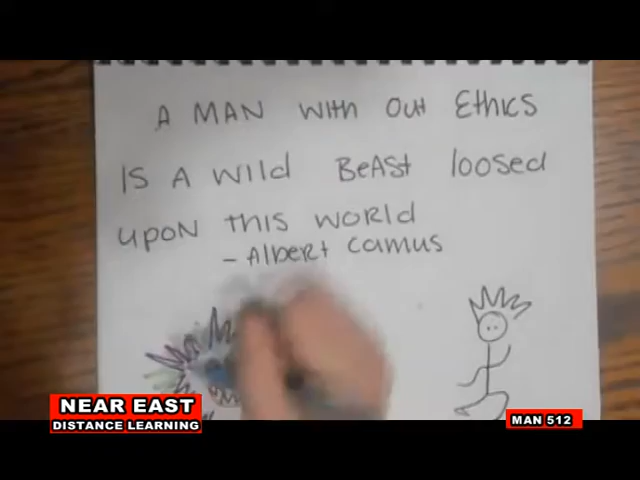 A MAN WITH OUT Ethics
IS A WIld BeASt loosed
upoN THIS WORld
- Albert Camus
NEAR EAST
DISTANCE LEARNING
MAN 512